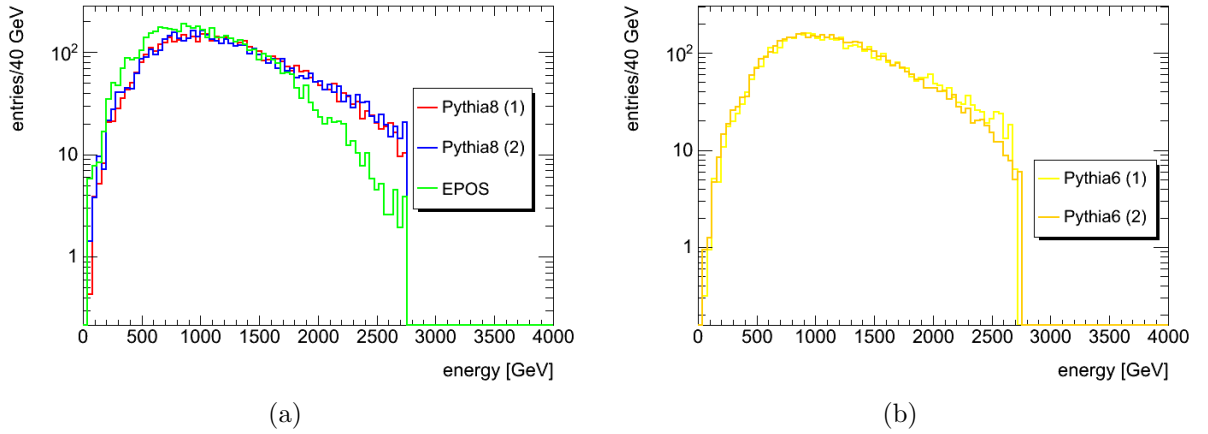 entries/40 GeV
10²
10
1
Pythia8 (1)
Pythia8 (2)
EPOS
0 500 1000 1500 2000 2500 3000 3500 4000
energy [GeV]
(a)
entries/40 GeV
10²
10
1
Pythia6 (1)
Pythia6 (2)
0 500 1000 1500 2000 2500 3000 3500 4000
energy [GeV]
(b)